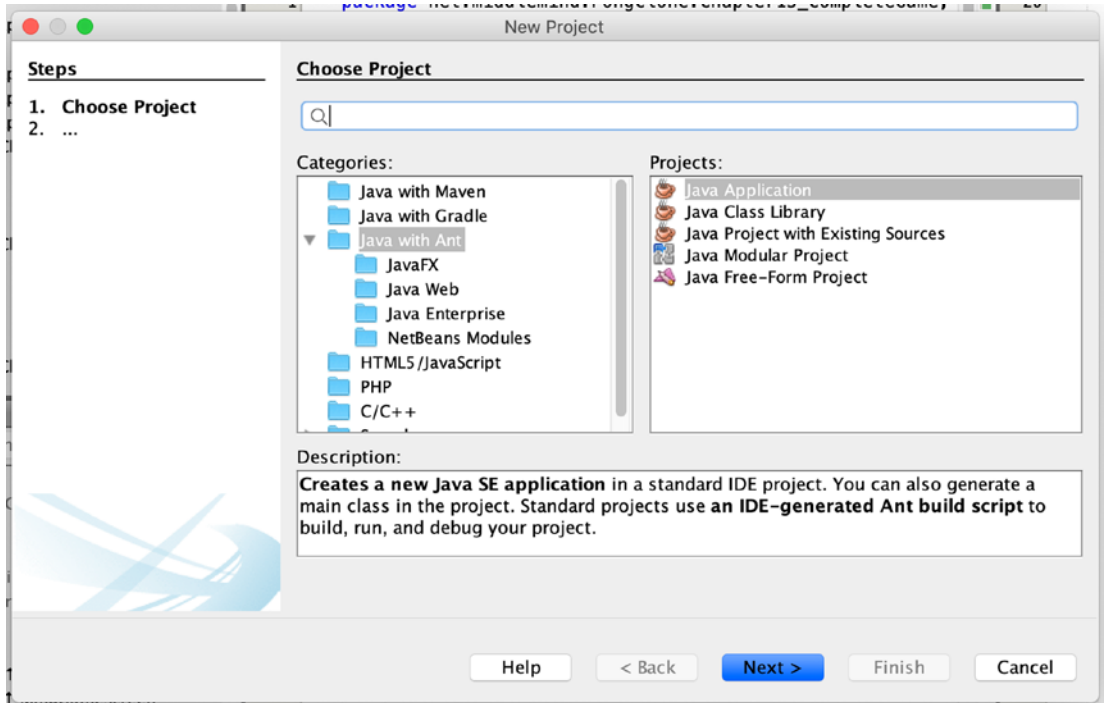 New Project
Steps
1. Choose Project
2. ...
Choose Project
Categories:
Java with Maven
Java with Gradle
Java with Ant
JavaFX
Java Web
Java Enterprise
NetBeans Modules
HTML5/JavaScript
PHP
C/C++
Projects:
Java Application
Java Class Library
Java Project with Existing Sources
Java Modular Project
Java Free-Form Project
Description:
Creates a new Java SE application in a standard IDE project. You can also generate a
main class in the project. Standard projects use an IDE-generated Ant build script to
build, run, and debug your project.
Help
< Back
Next >
Finish
Cancel